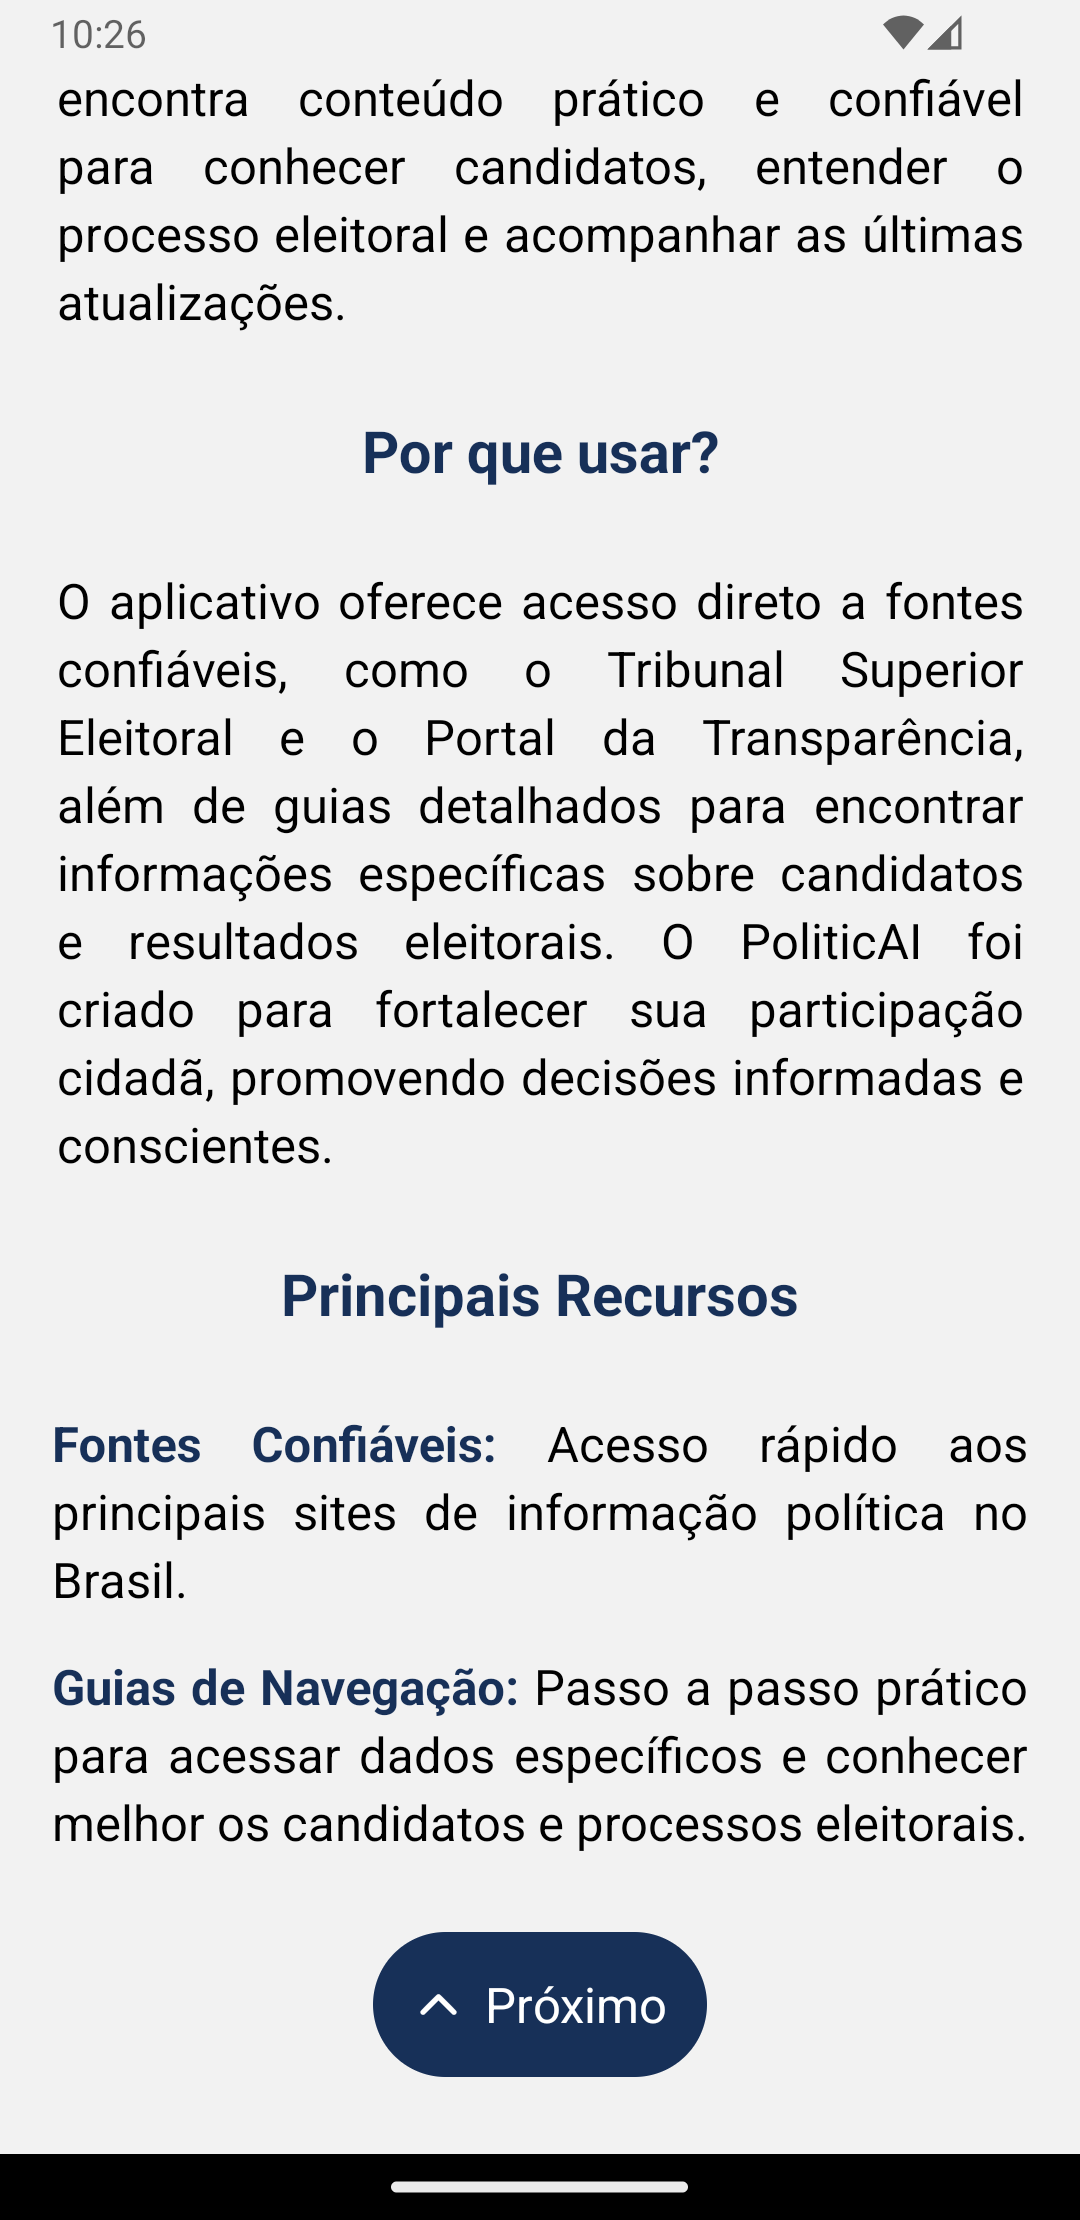 10:26
encontra conteúdo prático e confiável
para conhecer candidatos, entender o
processo eleitoral e acompanhar as últimas
atualizações.
Por que usar?
O aplicativo oferece acesso direto a fontes
confiáveis, como o Tribunal Superior
Eleitoral e o Portal da Transparência,
além de guias detalhados para encontrar
informações específicas sobre candidatos
e resultados eleitorais. O PoliticAI foi
criado para fortalecer sua participação
cidadã, promovendo decisões informadas e
conscientes.
Principais Recursos
Fontes Confiáveis: Acesso rápido aos
principais sites de informação política no
Brasil.
Guias de Navegação: Passo a passo prático
para acessar dados específicos e conhecer
melhor os candidatos e processos eleitorais.
Próximo